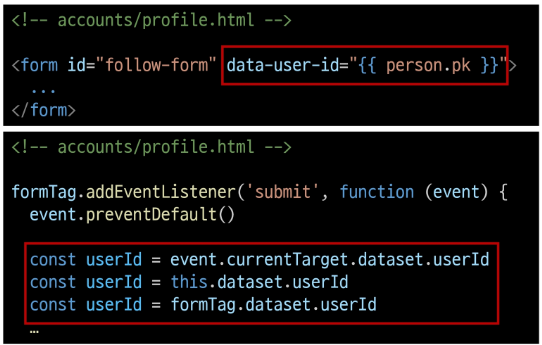 <!-- accounts/profile.html -->
<form id="follow-form" data-user-id="{{ person.pk }}">
...
</form>
<!-- accounts/profile.html -->
formTag.addEventListener('submit', function (event) {
event.preventDefault()
const userId = event.currentTarget.dataset.userId
const userId = this.dataset.userId
const userId = formTag.dataset.userId
…